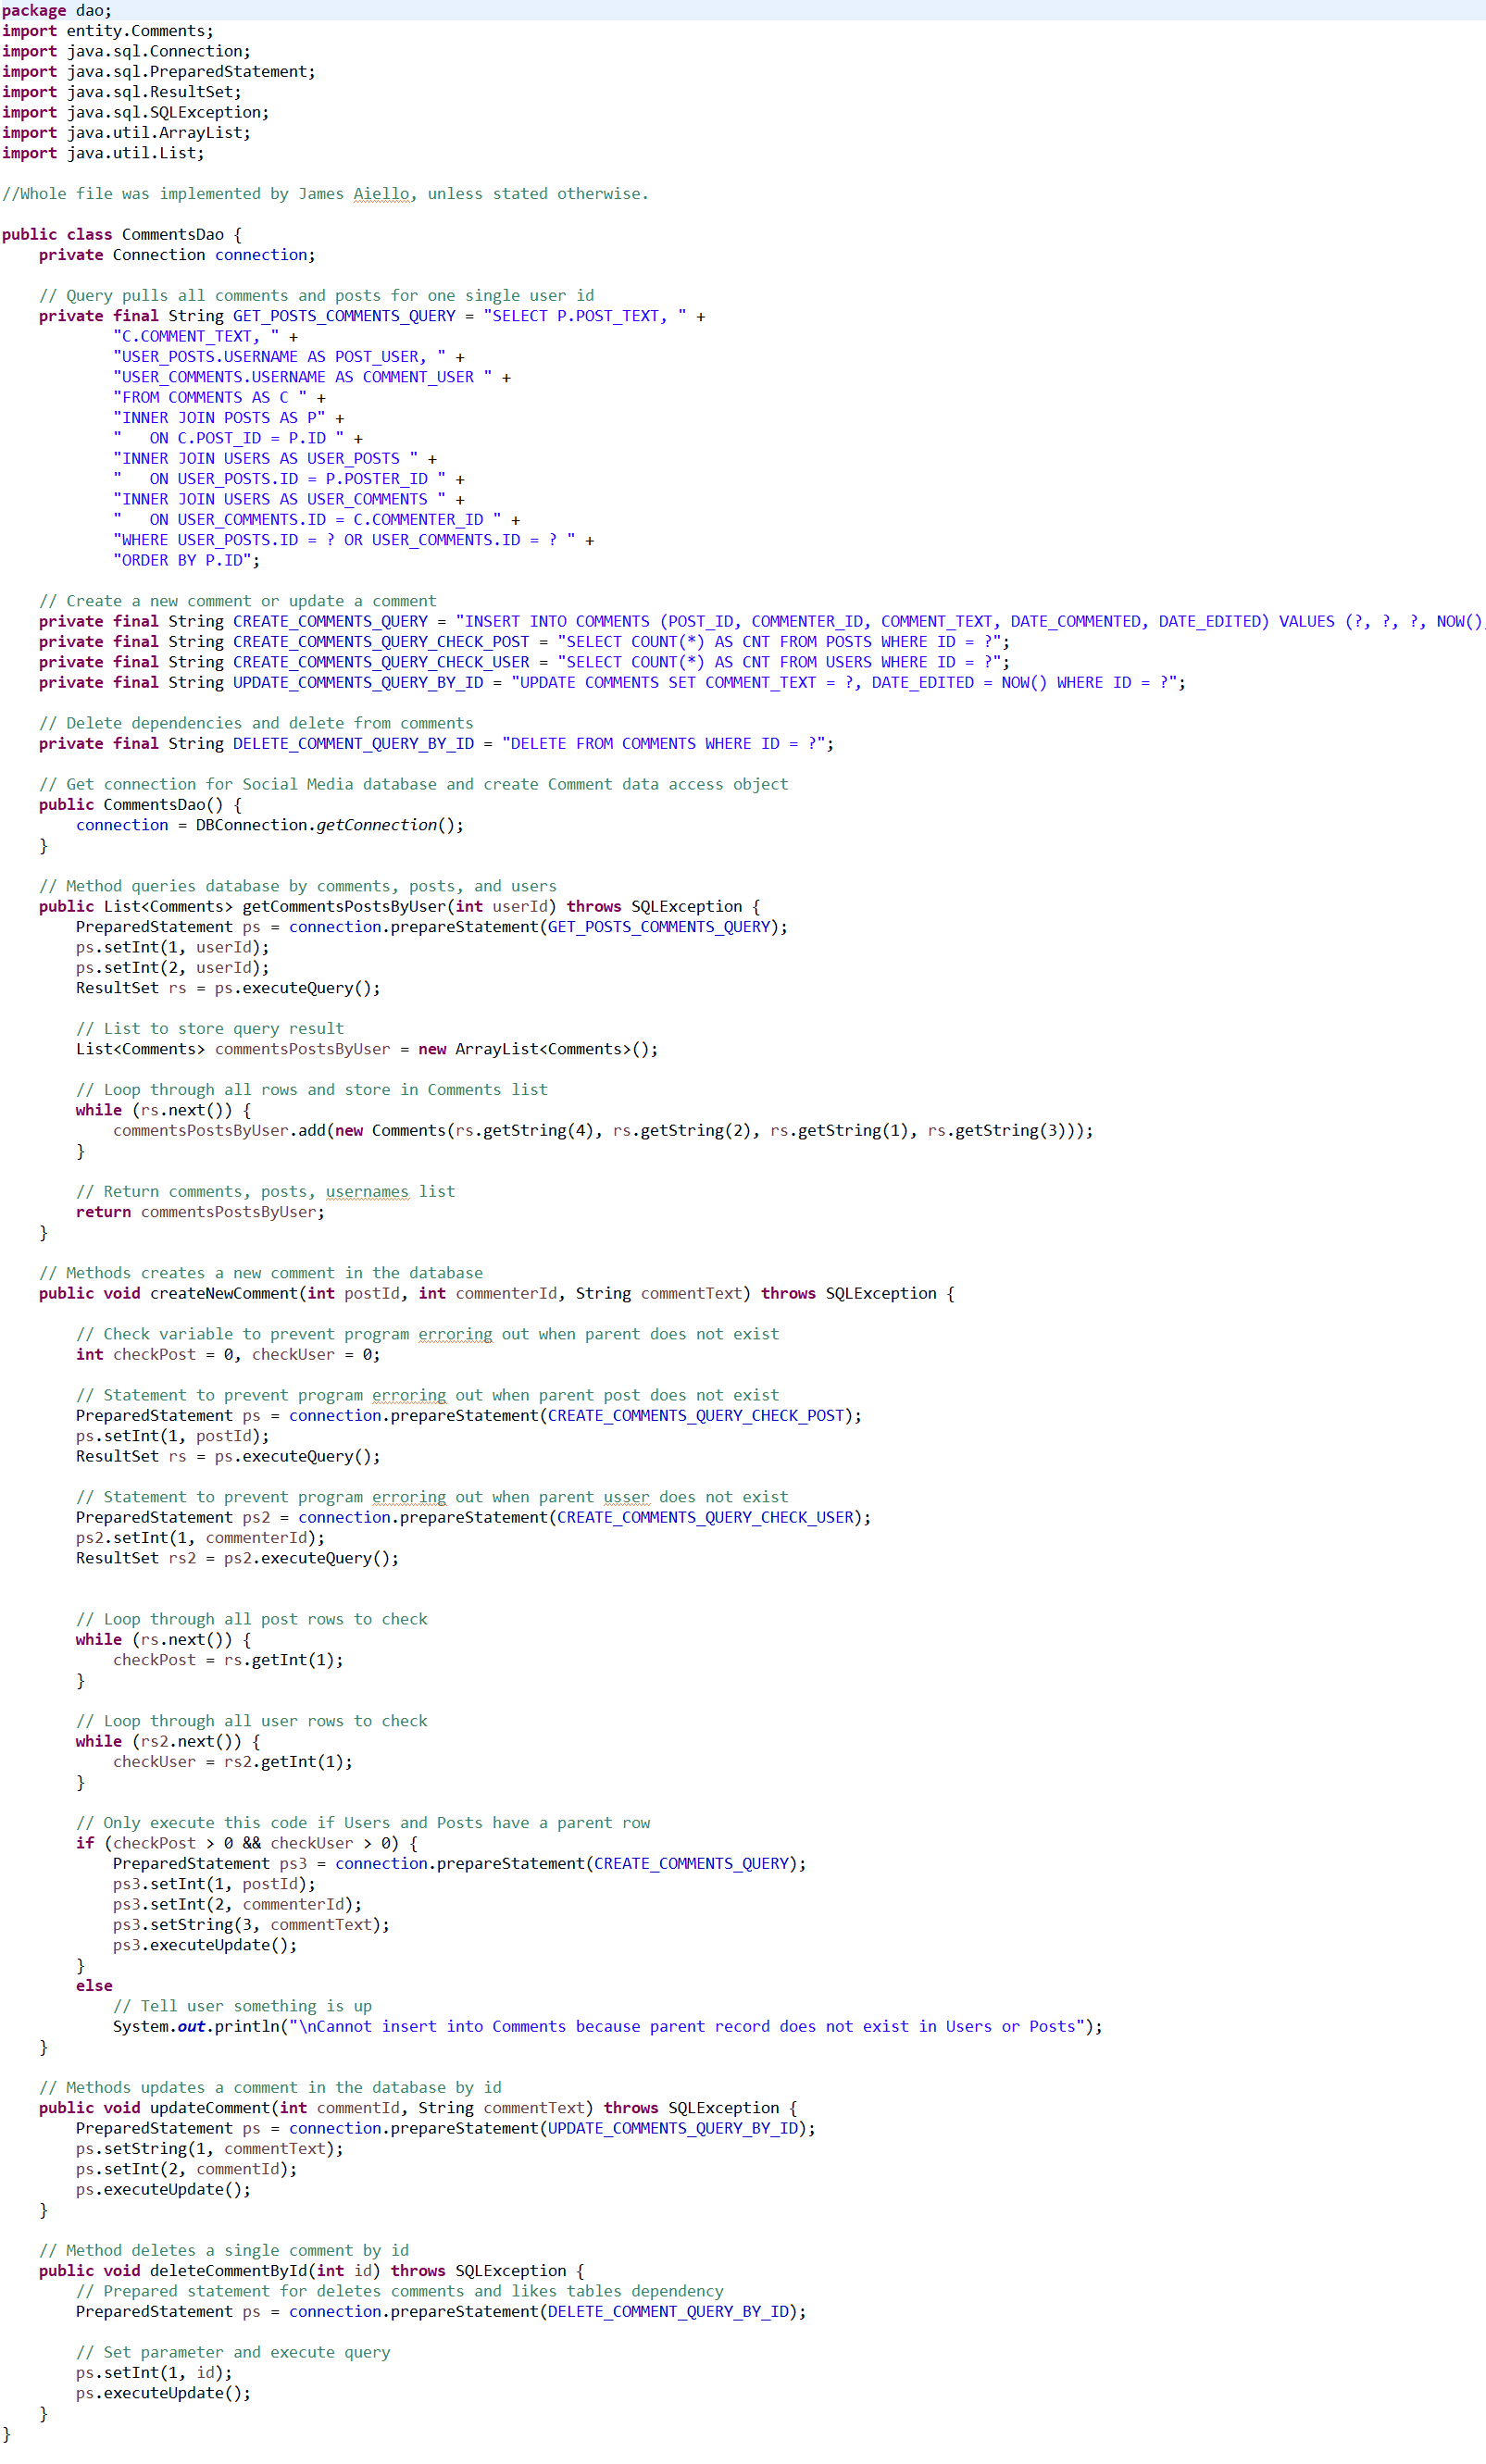 package dao;
import entity.Comments;
import java.sql.Connection;
import java.sql.PreparedStatement;
import java.sql.ResultSet;
import java.sql.SQLException;
import java.util.ArrayList;
import java.util.List;

//Whole file was implemented by James Aiello, unless stated otherwise.

public class CommentsDao {
    private Connection connection;

    // Query pulls all comments and posts for one single user id
    private final String GET_POSTS_COMMENTS_QUERY = "SELECT P.POST_TEXT, " +
            "C.COMMENT_TEXT, " +
            "USER_POSTS.USERNAME AS POST_USER, " +
            "USER_COMMENTS.USERNAME AS COMMENT_USER " +
            "FROM COMMENTS AS C " +
            "INNER JOIN POSTS AS P" +
            "   ON C.POST_ID = P.ID " +
            "INNER JOIN USERS AS USER_POSTS " +
            "   ON USER_POSTS.ID = P.POSTER_ID " +
            "INNER JOIN USERS AS USER_COMMENTS " +
            "   ON USER_COMMENTS.ID = C.COMMENTER_ID " +
            "WHERE USER_POSTS.ID = ? OR USER_COMMENTS.ID = ? " +
            "ORDER BY P.ID";

    // Create a new comment or update a comment
    private final String CREATE_COMMENTS_QUERY = "INSERT INTO COMMENTS (POST_ID, COMMENTER_ID, COMMENT_TEXT, DATE_COMMENTED, DATE_EDITED) VALUES (?, ?, ?, NOW(),
    private final String CREATE_COMMENTS_QUERY_CHECK_POST = "SELECT COUNT(*) AS CNT FROM POSTS WHERE ID = ?";
    private final String CREATE_COMMENTS_QUERY_CHECK_USER = "SELECT COUNT(*) AS CNT FROM USERS WHERE ID = ?";
    private final String UPDATE_COMMENTS_QUERY_BY_ID = "UPDATE COMMENTS SET COMMENT_TEXT = ?, DATE_EDITED = NOW() WHERE ID = ?";

    // Delete dependencies and delete from comments
    private final String DELETE_COMMENT_QUERY_BY_ID = "DELETE FROM COMMENTS WHERE ID = ?";

    // Get connection for Social Media database and create Comment data access object
    public CommentsDao() {
        connection = DBConnection.getConnection();
    }

    // Method queries database by comments, posts, and users
    public List<Comments> getCommentsPostsByUser(int userId) throws SQLException {
        PreparedStatement ps = connection.prepareStatement(GET_POSTS_COMMENTS_QUERY);
        ps.setInt(1, userId);
        ps.setInt(2, userId);
        ResultSet rs = ps.executeQuery();

        // List to store query result
        List<Comments> commentsPostsByUser = new ArrayList<Comments>();

        // Loop through all rows and store in Comments list
        while (rs.next()) {
            commentsPostsByUser.add(new Comments(rs.getString(4), rs.getString(2), rs.getString(1), rs.getString(3)));
        }

        // Return comments, posts, usernames list
        return commentsPostsByUser;
    }

    // Methods creates a new comment in the database
    public void createNewComment(int postId, int commenterId, String commentText) throws SQLException {

        // Check variable to prevent program erroring out when parent does not exist
        int checkPost = 0, checkUser = 0;

        // Statement to prevent program erroring out when parent post does not exist
        PreparedStatement ps = connection.prepareStatement(CREATE_COMMENTS_QUERY_CHECK_POST);
        ps.setInt(1, postId);
        ResultSet rs = ps.executeQuery();

        // Statement to prevent program erroring out when parent usser does not exist
        PreparedStatement ps2 = connection.prepareStatement(CREATE_COMMENTS_QUERY_CHECK_USER);
        ps2.setInt(1, commenterId);
        ResultSet rs2 = ps2.executeQuery();


        // Loop through all post rows to check
        while (rs.next()) {
            checkPost = rs.getInt(1);
        }

        // Loop through all user rows to check
        while (rs2.next()) {
            checkUser = rs2.getInt(1);
        }

        // Only execute this code if Users and Posts have a parent row
        if (checkPost > 0 && checkUser > 0) {
            PreparedStatement ps3 = connection.prepareStatement(CREATE_COMMENTS_QUERY);
            ps3.setInt(1, postId);
            ps3.setInt(2, commenterId);
            ps3.setString(3, commentText);
            ps3.executeUpdate();
        }
        else
            // Tell user something is up
            System.out.println("\nCannot insert into Comments because parent record does not exist in Users or Posts");
    }

    // Methods updates a comment in the database by id
    public void updateComment(int commentId, String commentText) throws SQLException {
        PreparedStatement ps = connection.prepareStatement(UPDATE_COMMENTS_QUERY_BY_ID);
        ps.setString(1, commentText);
        ps.setInt(2, commentId);
        ps.executeUpdate();
    }

    // Method deletes a single comment by id
    public void deleteCommentById(int id) throws SQLException {
        // Prepared statement for deletes comments and likes tables dependency
        PreparedStatement ps = connection.prepareStatement(DELETE_COMMENT_QUERY_BY_ID);

        // Set parameter and execute query
        ps.setInt(1, id);
        ps.executeUpdate();
    }
}